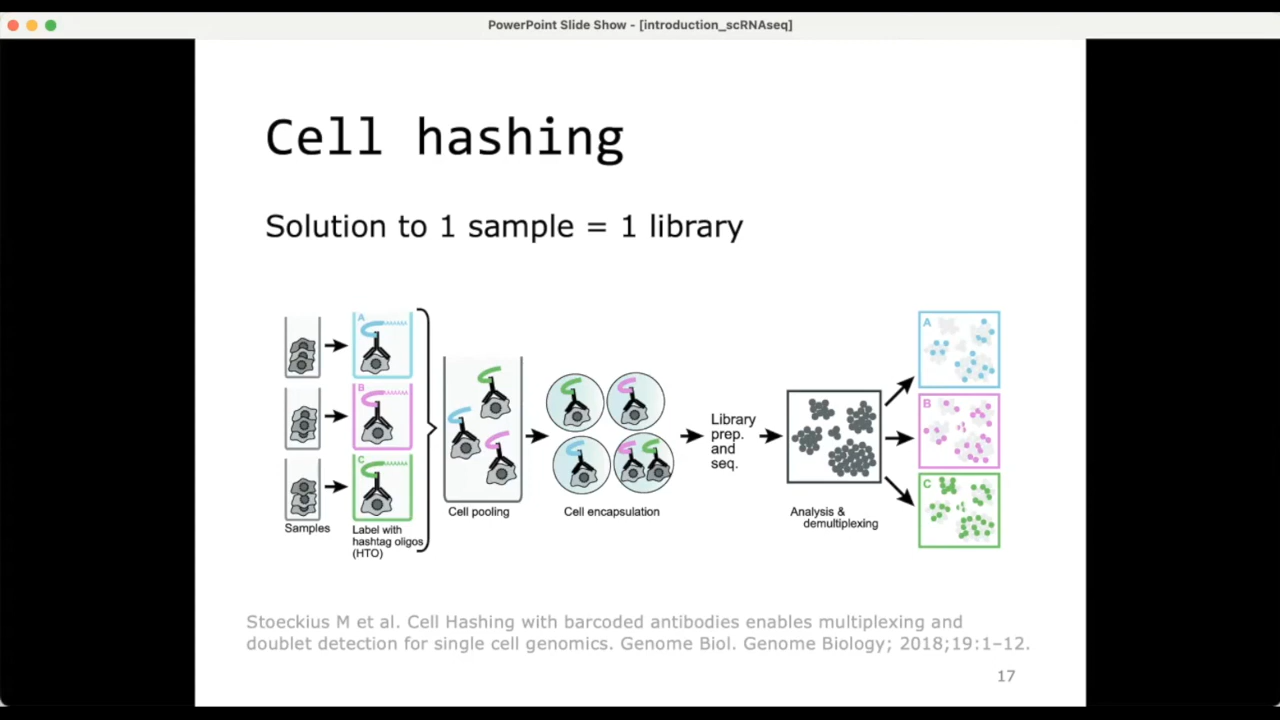 PowerPoint Slide Show - [introduction_scRNAseq]
Cell hashing
Solution to 1 sample = 1 library
A
B
C
Samples
Label with
hashtag oligos
(HTO)
Cell pooling
Cell encapsulation
Library
prep.
and
seq.
Analysis &
demultiplexing
A
B
C
Stoeckius M et al. Cell Hashing with barcoded antibodies enables multiplexing and
doublet detection for single cell genomics. Genome Biol. Genome Biology; 2018;19:1–12.
17